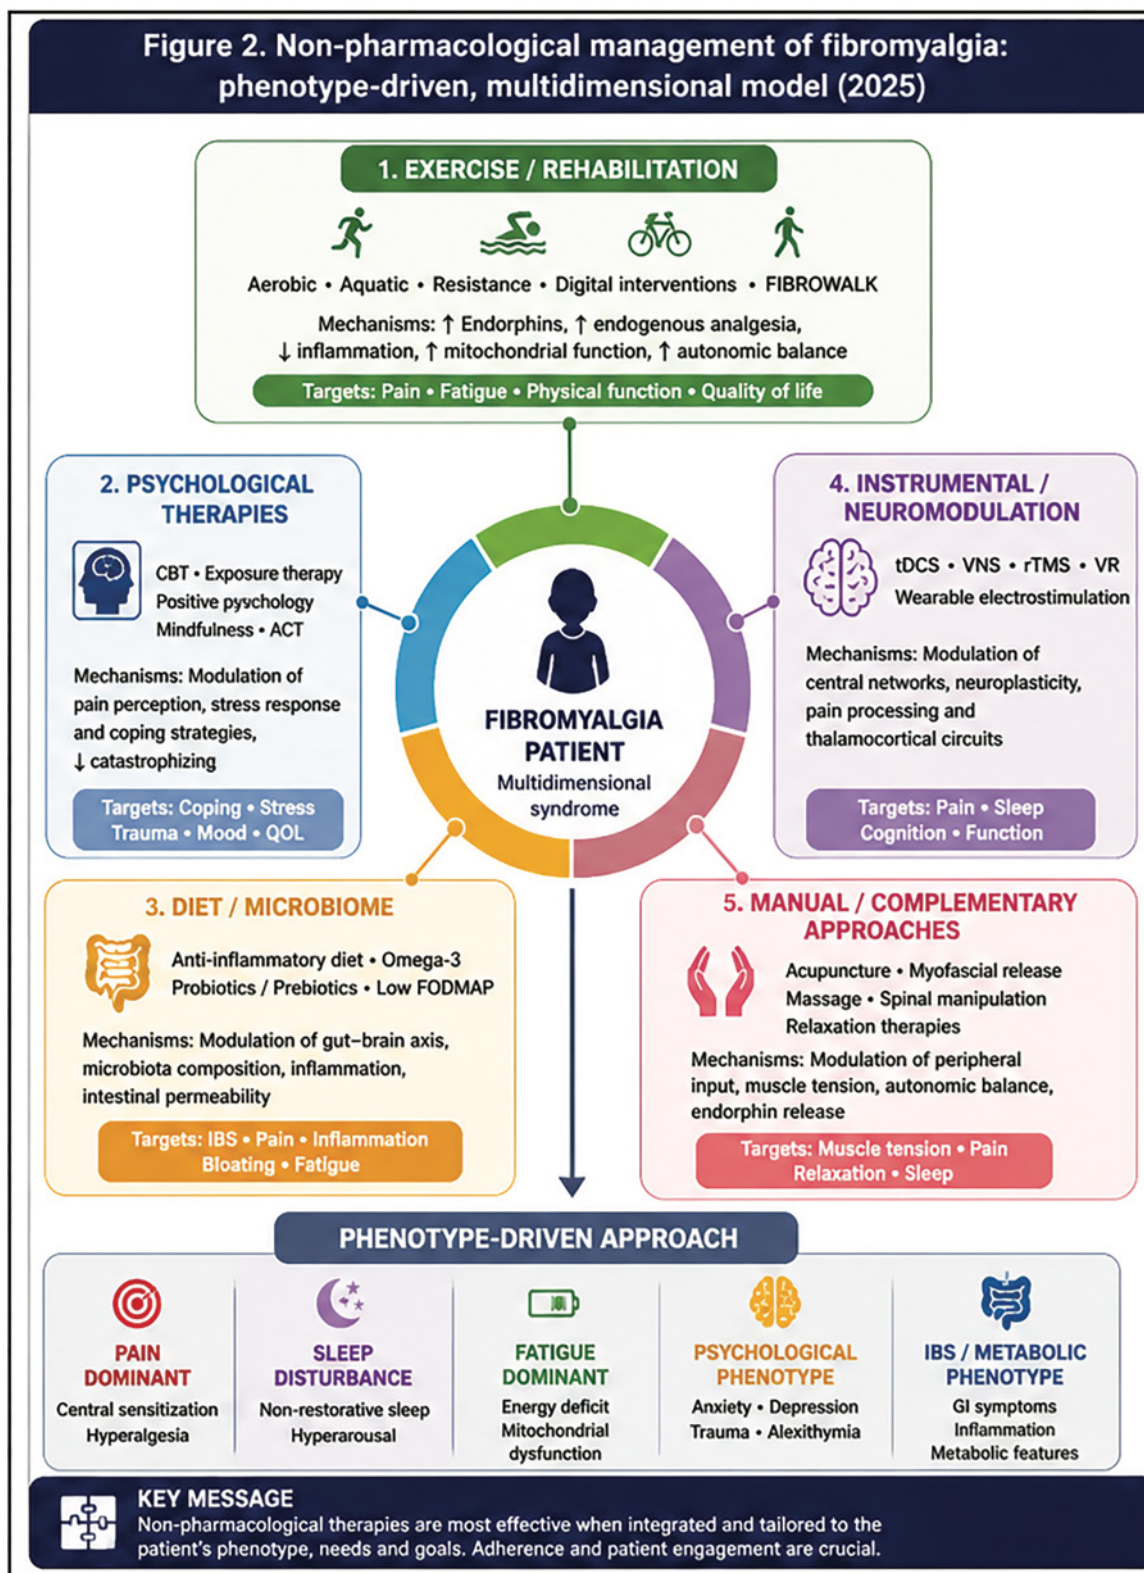 Figure 2. Non-pharmacological management of fibromyalgia:
phenotype-driven, multidimensional model (2025)
1. EXERCISE / REHABILITATION
Aerobic • Aquatic • Resistance • Digital interventions • FIBROWALK
Mechanisms: ↑ Endorphins, ↑ endogenous analgesia,
↓ inflammation, ↑ mitochondrial function, ↑ autonomic balance
Targets: Pain • Fatigue • Physical function • Quality of life
2. PSYCHOLOGICAL
THERAPIES
CBT • Exposure therapy
Positive pyschology
Mindfulness • ACT
Mechanisms: Modulation of
pain perception, stress response
and coping strategies,
↓ catastrophizing
Targets: Coping • Stress
Trauma • Mood • QOL
4. INSTRUMENTAL /
NEUROMODULATION
tDCS • VNS • rTMS • VR
Wearable electrostimulation
Mechanisms: Modulation of
central networks, neuroplasticity,
pain processing and
thalamocortical circuits
Targets: Pain • Sleep
Cognition • Function
FIBROMYALGIA
PATIENT
Multidimensional
syndrome
3. DIET / MICROBIOME
Anti-inflammatory diet • Omega-3
Probiotics / Prebiotics • Low FODMAP
Mechanisms: Modulation of gut–brain axis,
microbiota composition, inflammation,
intestinal permeability
Targets: IBS • Pain • Inflammation
Bloating • Fatigue
5. MANUAL / COMPLEMENTARY
APPROACHES
Acupuncture • Myofascial release
Massage • Spinal manipulation
Relaxation therapies
Mechanisms: Modulation of peripheral
input, muscle tension, autonomic balance,
endorphin release
Targets: Muscle tension • Pain
Relaxation • Sleep
PHENOTYPE-DRIVEN APPROACH
PAIN
DOMINANT
Central sensitization
Hyperalgesia
SLEEP
DISTURBANCE
Non-restorative sleep
Hyperarousal
FATIGUE
DOMINANT
Energy deficit
Mitochondrial
dysfunction
PSYCHOLOGICAL
PHENOTYPE
Anxiety • Depression
Trauma • Alexithymia
IBS / METABOLIC
PHENOTYPE
GI symptoms
Inflammation
Metabolic features
KEY MESSAGE
Non-pharmacological therapies are most effective when integrated and tailored to the
patient's phenotype, needs and goals. Adherence and patient engagement are crucial.